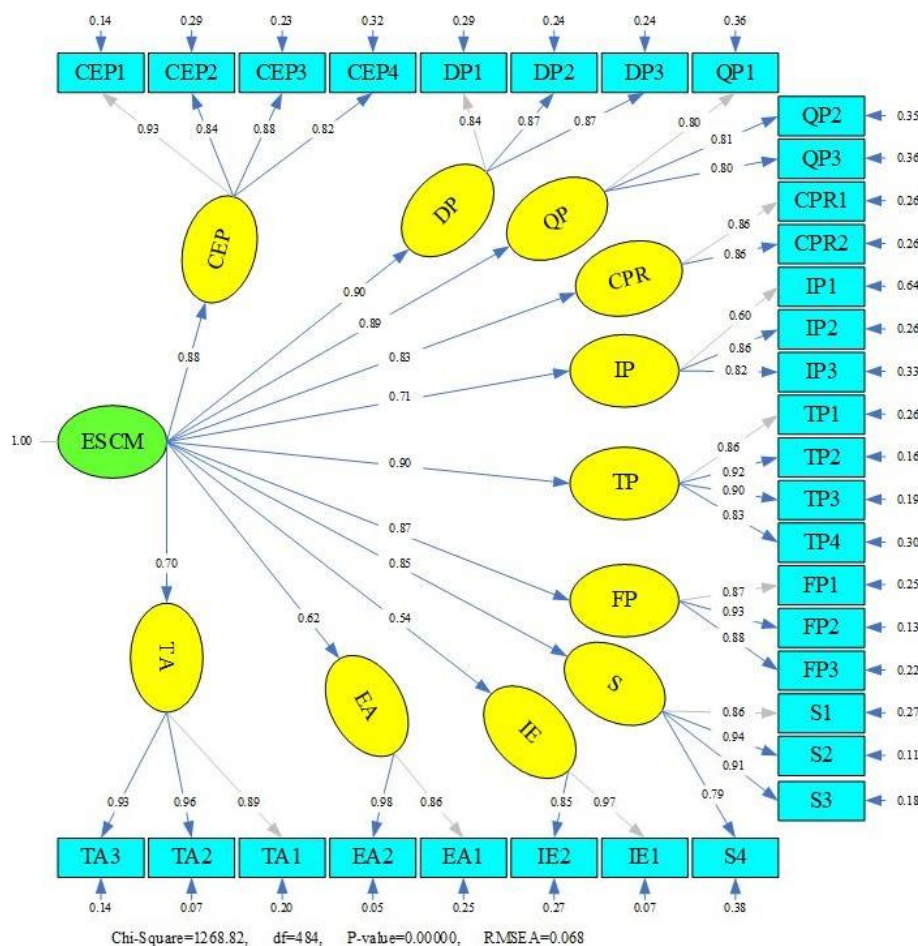 0.14 0.29 0.23 0.32 0.29 0.24 0.24 0.36
CEP1 CEP2 CEP3 CEP4 DP1 DP2 DP3 QP1
QP2 0.35
0.93 0.84 0.88 0.82 0.84 0.87 0.87 0.80
0.81
QP3 0.36
0.80
CPR1 0.26
DP QP
0.86
CEP
CPR2 0.26
0.86
CPR
IP1 0.64
0.90
0.60
IP2 0.26
0.89
0.86
0.88 0.83
IP
IP3 0.33
0.82
0.71
TP1 0.26
0.86
1.00 ESCM
TP2 0.16
0.92
0.90
TP
0.90
TP3 0.19
0.83
0.87
TP4 0.30
0.85
0.70
FP1 0.25
0.87
FP
0.93
FP2 0.13
0.62 0.54
0.88
FP3 0.22
TA
S
EA
S1 0.27
0.86
IE
0.94
S2 0.11
0.91
0.93 0.96 0.89 0.98 0.86 0.85 0.97 0.79
S3 0.18
TA3 TA2 TA1 EA2 EA1 IE2 IE1 S4
0.14 0.07 0.20 0.05 0.25 0.27 0.07 0.38
Chi-Square=1268.82, df=484, P-value=0.00000, RMSEA=0.068